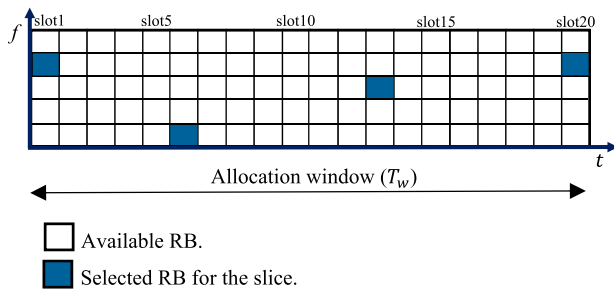 slot1 slot5 slot10 slot15 slot20
f
t
Allocation window (T_w)
Available RB.
Selected RB for the slice.